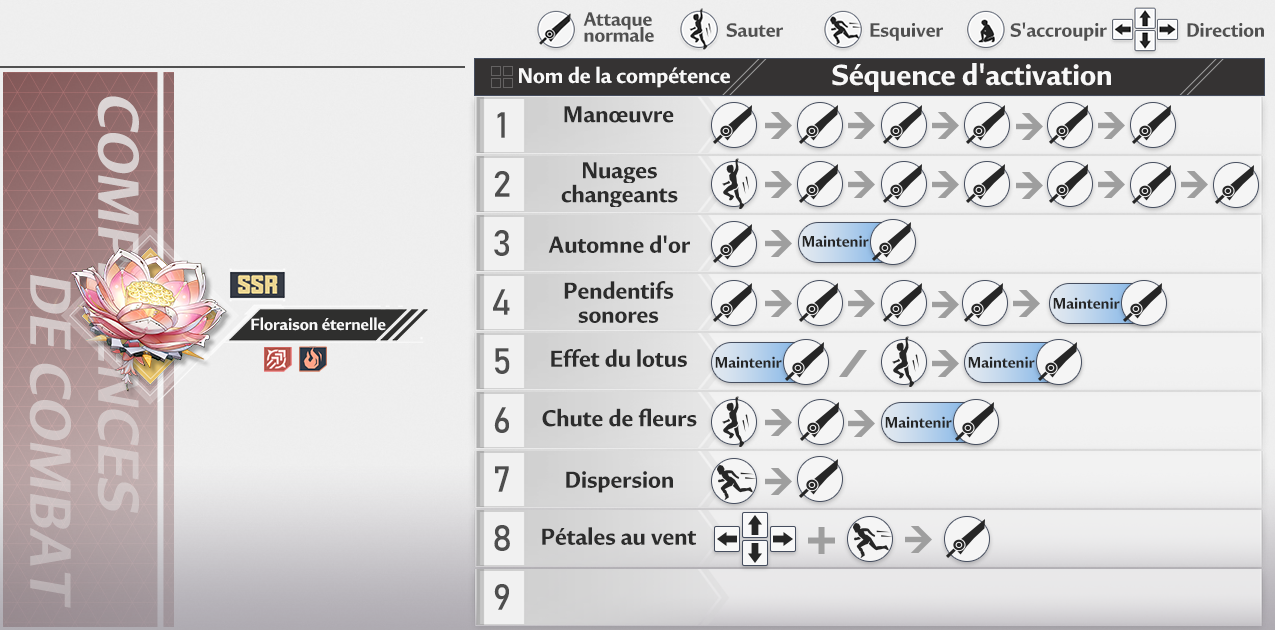 Attaque
normale
Sauter
Esquiver
S'accroupir
Direction
COMPÉTENCES
DE COMBAT
SSR
Floraison éternelle
Nom de la compétence
Séquence d'activation
1 Manœuvre
2 Nuages
changeants
3 Automne d'or Maintenir
4 Pendentifs
sonores Maintenir
5 Effet du lotus Maintenir / Maintenir
6 Chute de fleurs Maintenir
7 Dispersion
8 Pétales au vent +
9